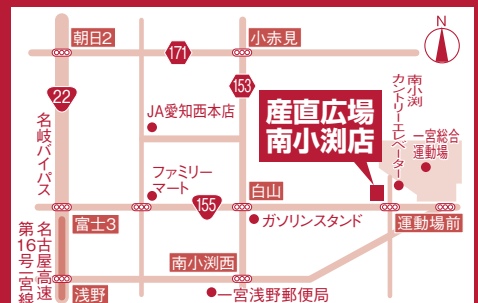 朝日2
171
小赤見
N
22
153
JA愛知西本店
産直広場
南小渕店
南小渕
カントリーエレベーター
一宮総合
運動場
名岐バイパス
ファミリー
マート
155
白山
富士3
ガソリンスタンド
運動場前
名古屋高速
第16号一宮線
南小渕西
浅野
一宮浅野郵便局